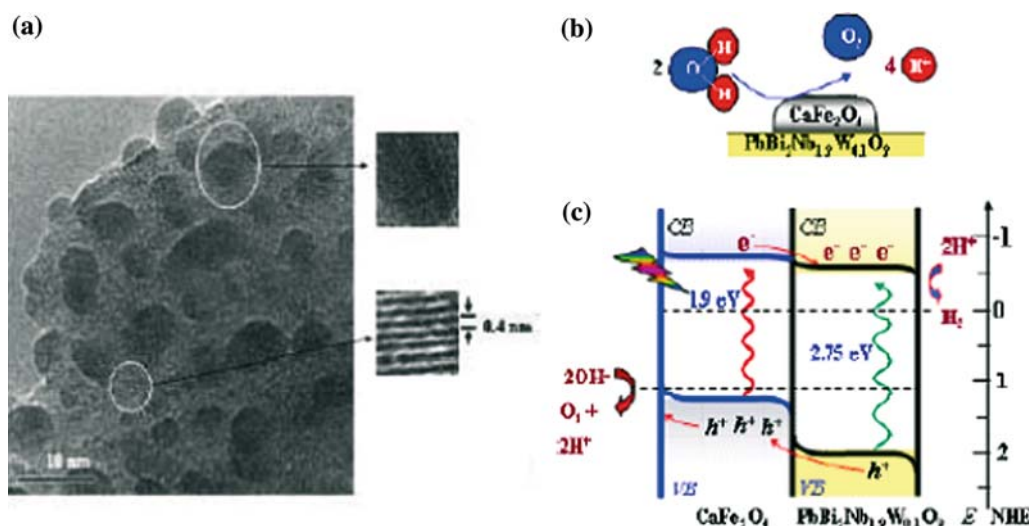 (a)
0.4 nm
10 nm
(b)
2
H
O
H
O2
4
H+
CaFe2O4
PbBi2Nb1.9W0.1O9
(c)
CB
CB
e-
e- e- e-
2H+
H2
1.9 eV
2.75 eV
-1
0
1
2
2OH-
O2 +
2H+
h+ h+ h+
h+
VB
VB
CaFe2O4
PbBi2Nb1.9W0.1O9
E NHE